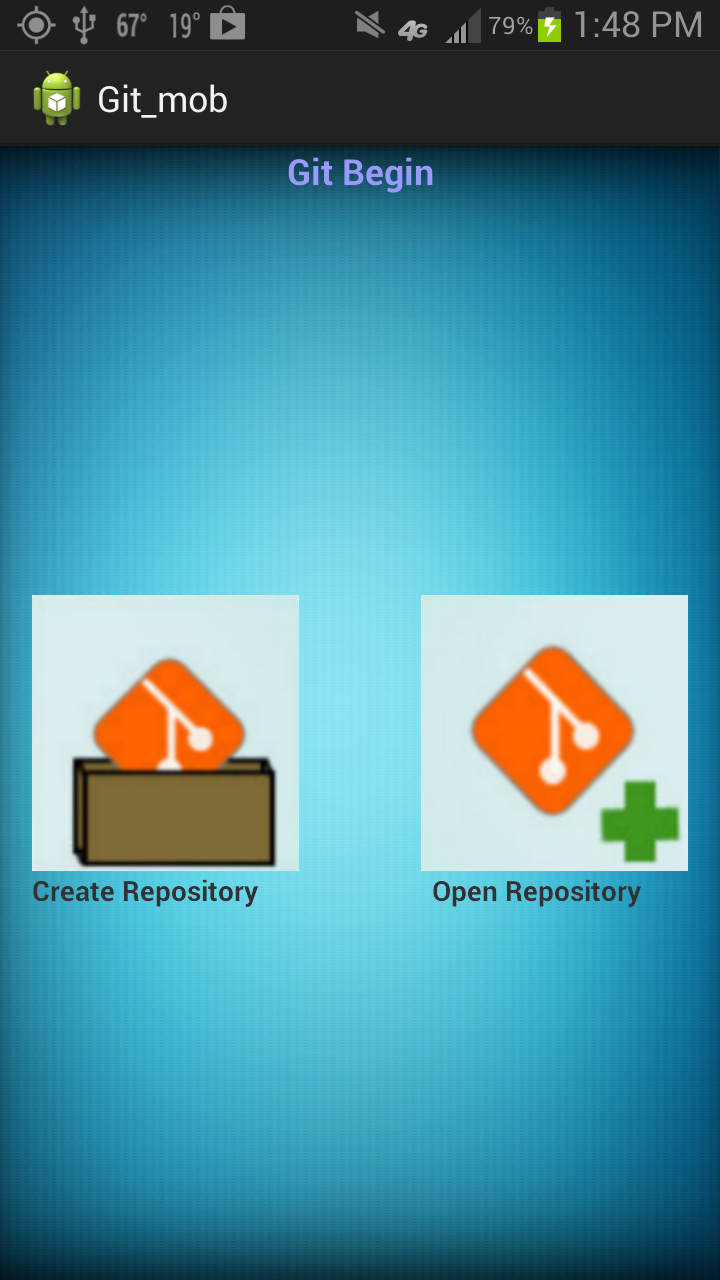 67° 19° 4G 79% 1:48 PM
Git_mob
Git Begin
Create Repository
Open Repository